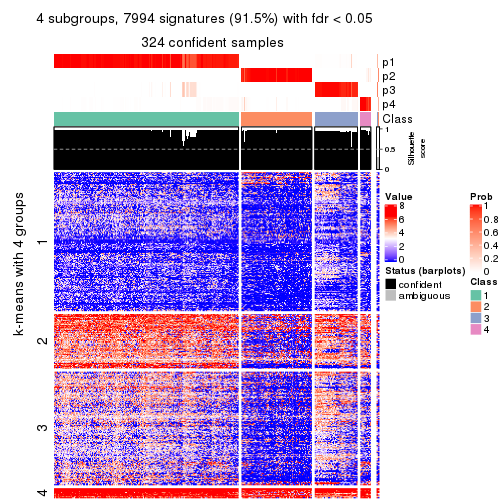 4 subgroups, 7994 signatures (91.5%) with fdr < 0.05
324 confident samples
p1
p2
p3
p4
Class
1
0.5
0
Silhouette
score
k-means with 4 groups
1
2
3
4
Value
8
6
4
2
0
Status (barplots)
confident
ambiguous
Prob
1
0.8
0.6
0.4
0.2
0
Class
1
2
3
4